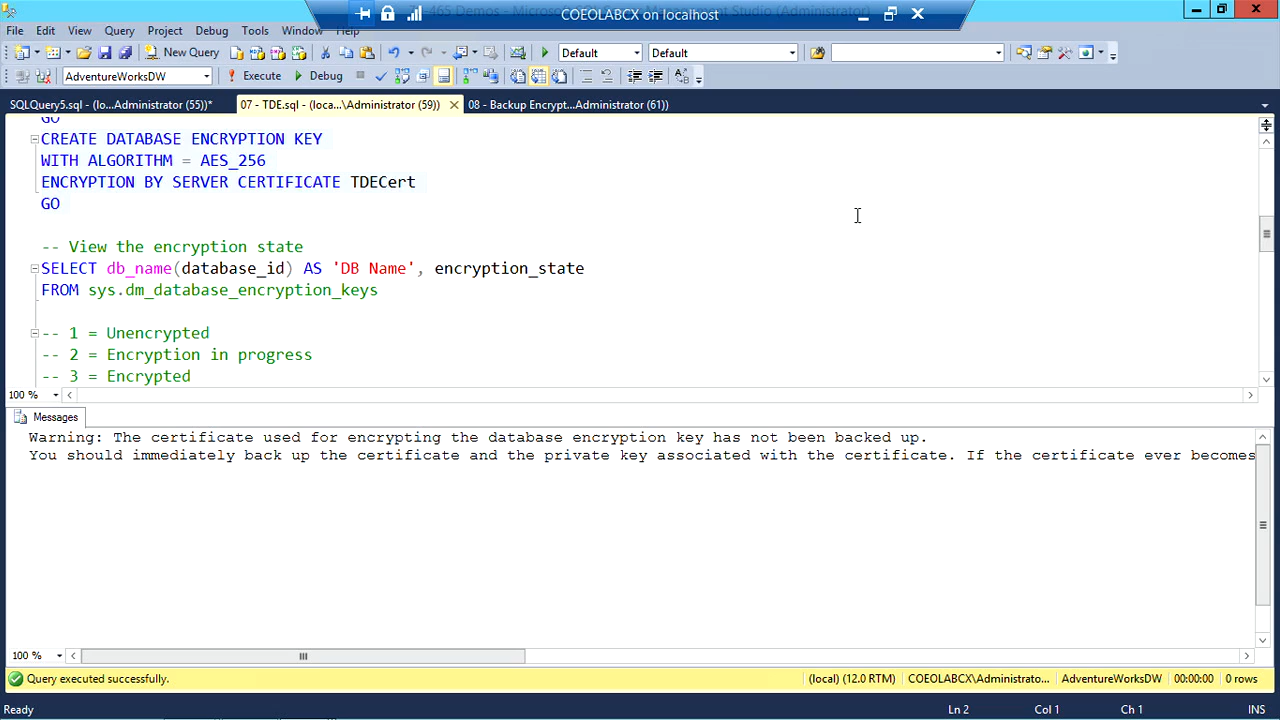 465 Demos - Microsoft
COEOLABCX on localhost
Studio (Administrator)
File Edit View Query Project Debug Tools Window Help
New Query Default Default
AdventureWorksDW Execute Debug
SQLQuery5.sql - (lo...Administrator (55))* 07 - TDE.sql - (loca...\Administrator (59)) 08 - Backup Encrypt...Administrator (61))
GO
CREATE DATABASE ENCRYPTION KEY
WITH ALGORITHM = AES_256
ENCRYPTION BY SERVER CERTIFICATE TDECert
GO
-- View the encryption state
SELECT db_name(database_id) AS 'DB Name', encryption_state
FROM sys.dm_database_encryption_keys
-- 1 = Unencrypted
-- 2 = Encryption in progress
-- 3 = Encrypted
100 %
Messages
Warning: The certificate used for encrypting the database encryption key has not been backed up.
You should immediately back up the certificate and the private key associated with the certificate. If the certificate ever becomes
100 %
Query executed successfully. (local) (12.0 RTM) COEOLABCX\Administrato... AdventureWorksDW 00:00:00 0 rows
Ready Ln 2 Col 1 Ch 1 INS